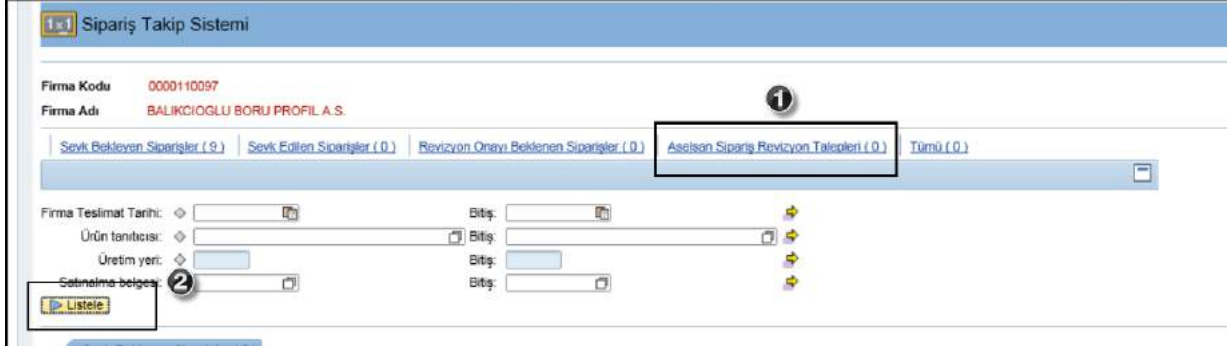 1x1 Sipariş Takip Sistemi
Firma Kodu 0000110097
Firma Adı BALIKCIOGLU BORU PROFIL A.S.
1
Sevk Bekleyen Siparişler ( 9 ) Sevk Edilen Siparişler ( 0 ) Revizyon Onayı Beklenen Siparişler ( 0 ) Aselsan Sipariş Revizyon Talepleri ( 0 ) Tümü ( 0 )
Firma Teslimat Tarihi: Bitiş:
Ürün tanıtıcısı: Bitiş:
Üretim yeri: Bitiş:
Satınalma belgesi: 2 Bitiş:
Listele